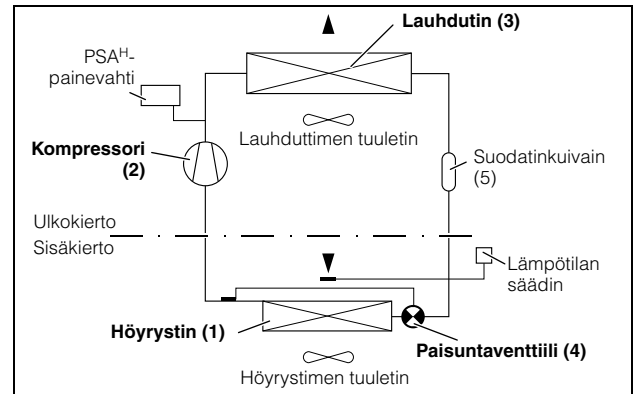 Lauhdutin (3)
PSAH-
painevahti
Lauhduttimen tuuletin
Kompressori
(2)
Suodatinkuivain
(5)
Ulkokierto
Sisäkierto
Lämpötilan
säädin
Höyrystin (1)
Paisuntaventtiili (4)
Höyrystimen tuuletin